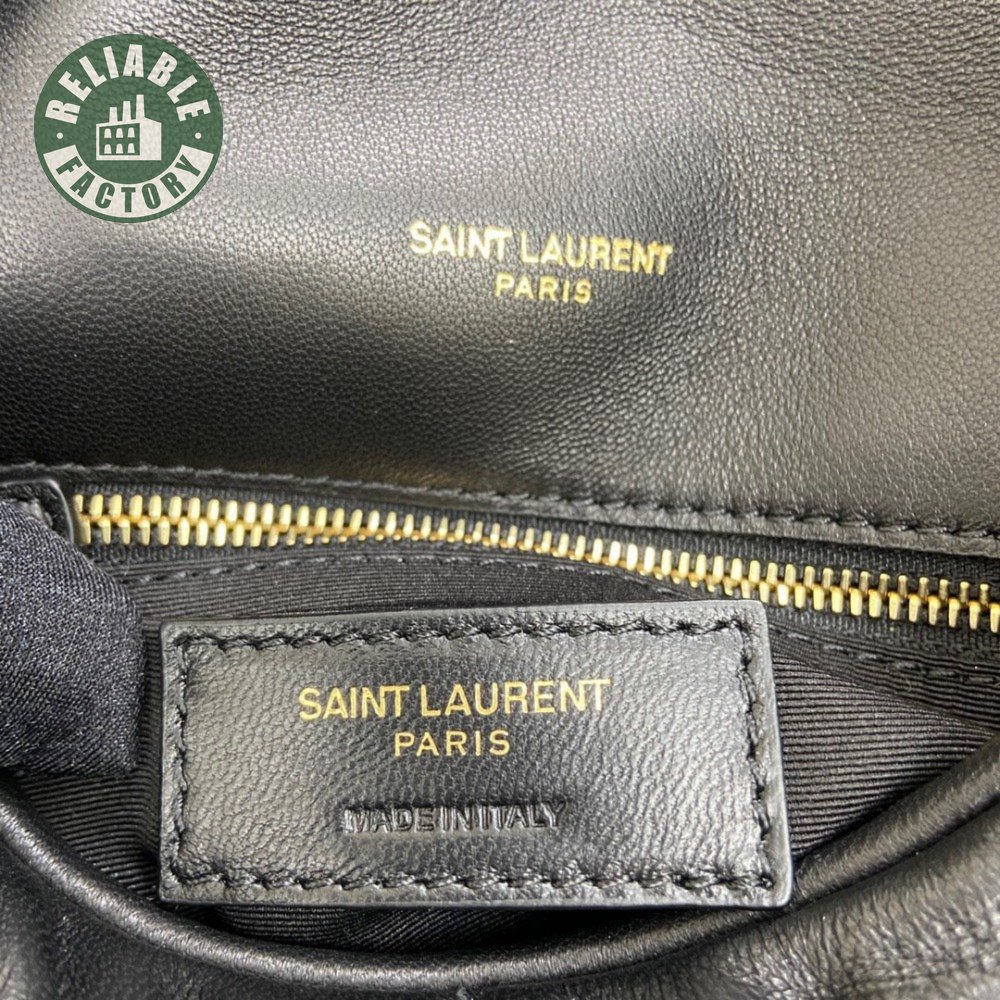 RELIABLE
FACTORY
SAINT LAURENT
PARIS
SAINT LAURENT
PARIS
MADE IN ITALY